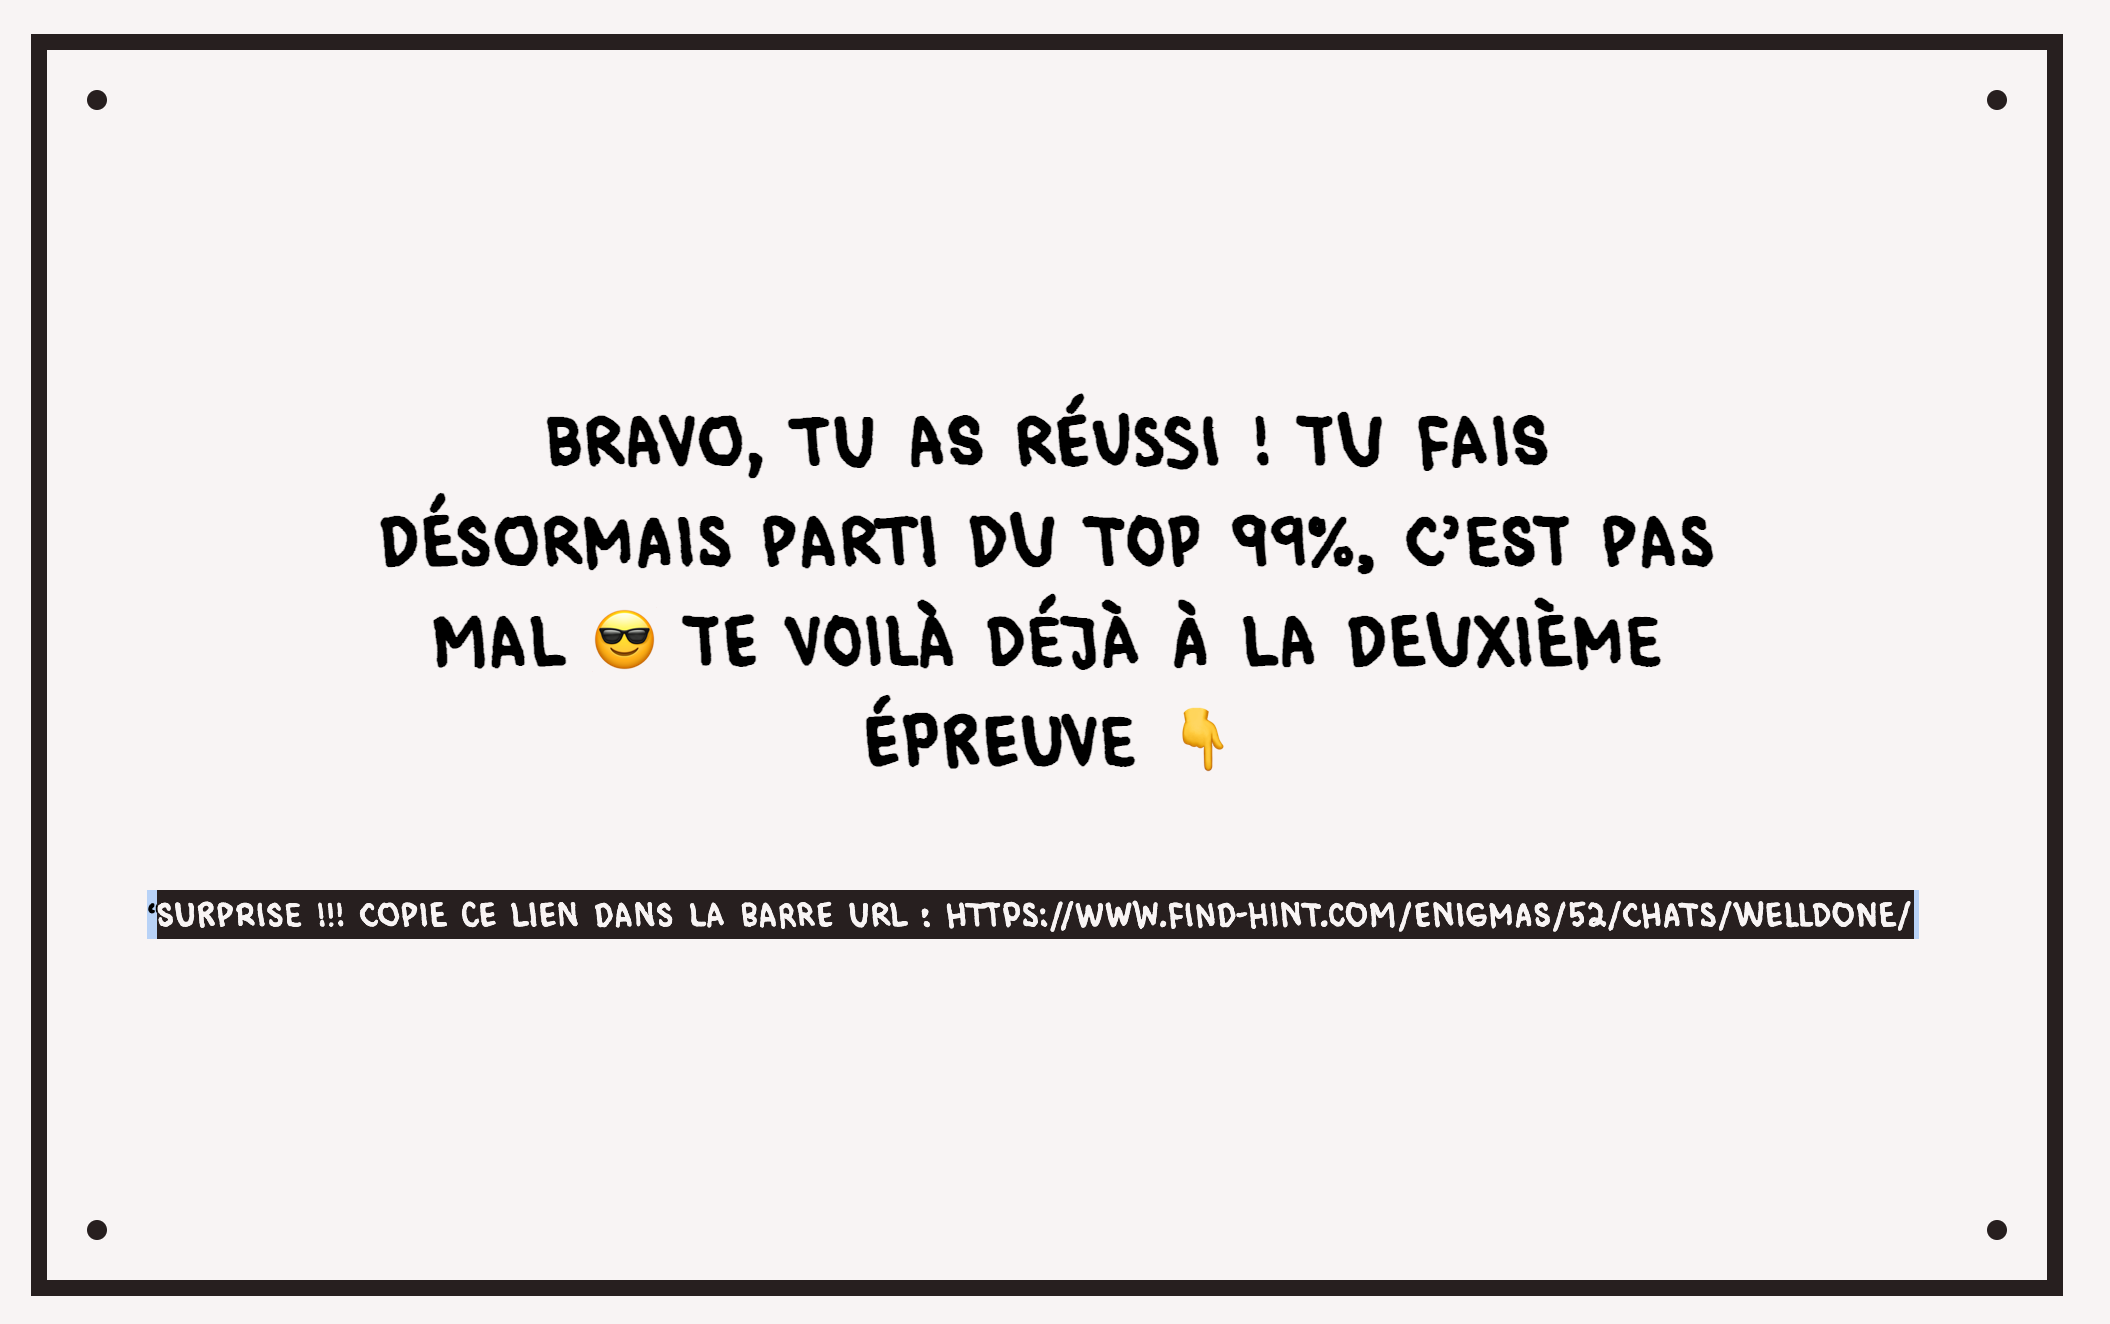 BRAVO, TU AS RÉUSSI ! TU FAIS
DÉSORMAIS PARTI DU TOP 99%, C'EST PAS
MAL 😎 TE VOILÀ DÉJÀ À LA DEUXIÈME
ÉPREUVE 👇
‘SURPRISE !!! COPIE CE LIEN DANS LA BARRE URL : HTTPS://WWW.FIND-HINT.COM/ENIGMAS/52/CHATS/WELLDONE/